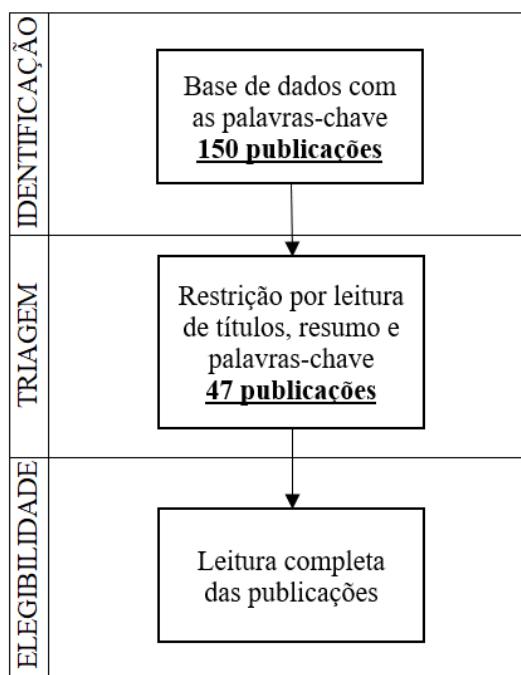 IDENTIFICAÇÃO
Base de dados com
as palavras-chave
150 publicações
TRIAGEM
Restrição por leitura
de títulos, resumo e
palavras-chave
47 publicações
ELEGIBILIDADE
Leitura completa
das publicações